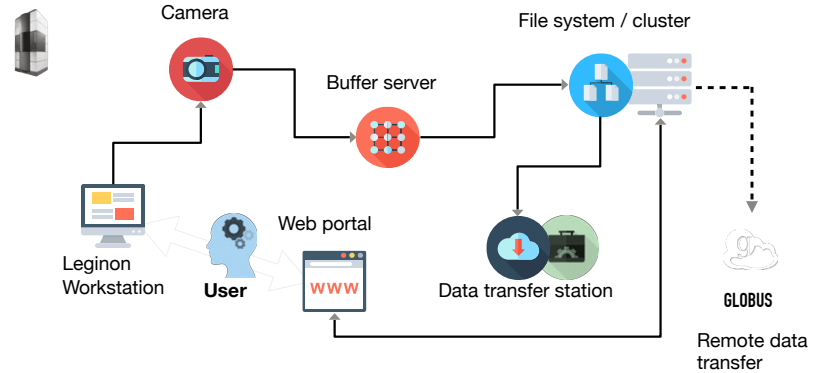 Camera
File system / cluster
Buffer server
Web portal
www
Leginon
Workstation
User
Data transfer station
GLOBUS
Remote data
transfer